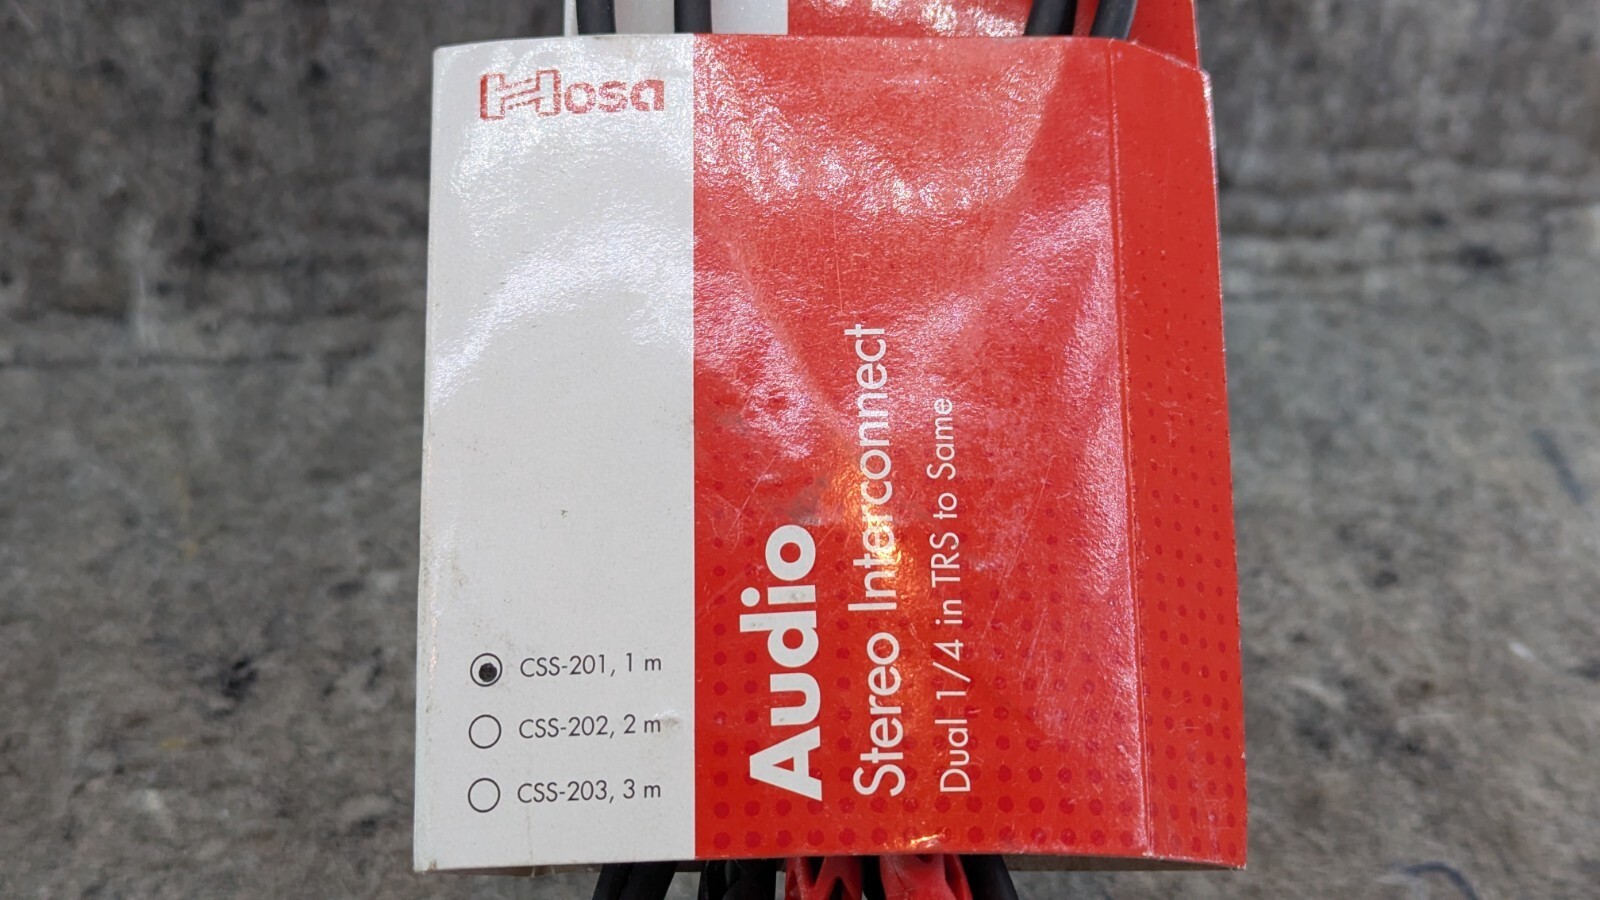 Hosa
CSS-201, 1 m
CSS-202, 2 m
CSS-203, 3 m
Audio
Stereo Interconnect
Dual 1/4 in TRS to Same